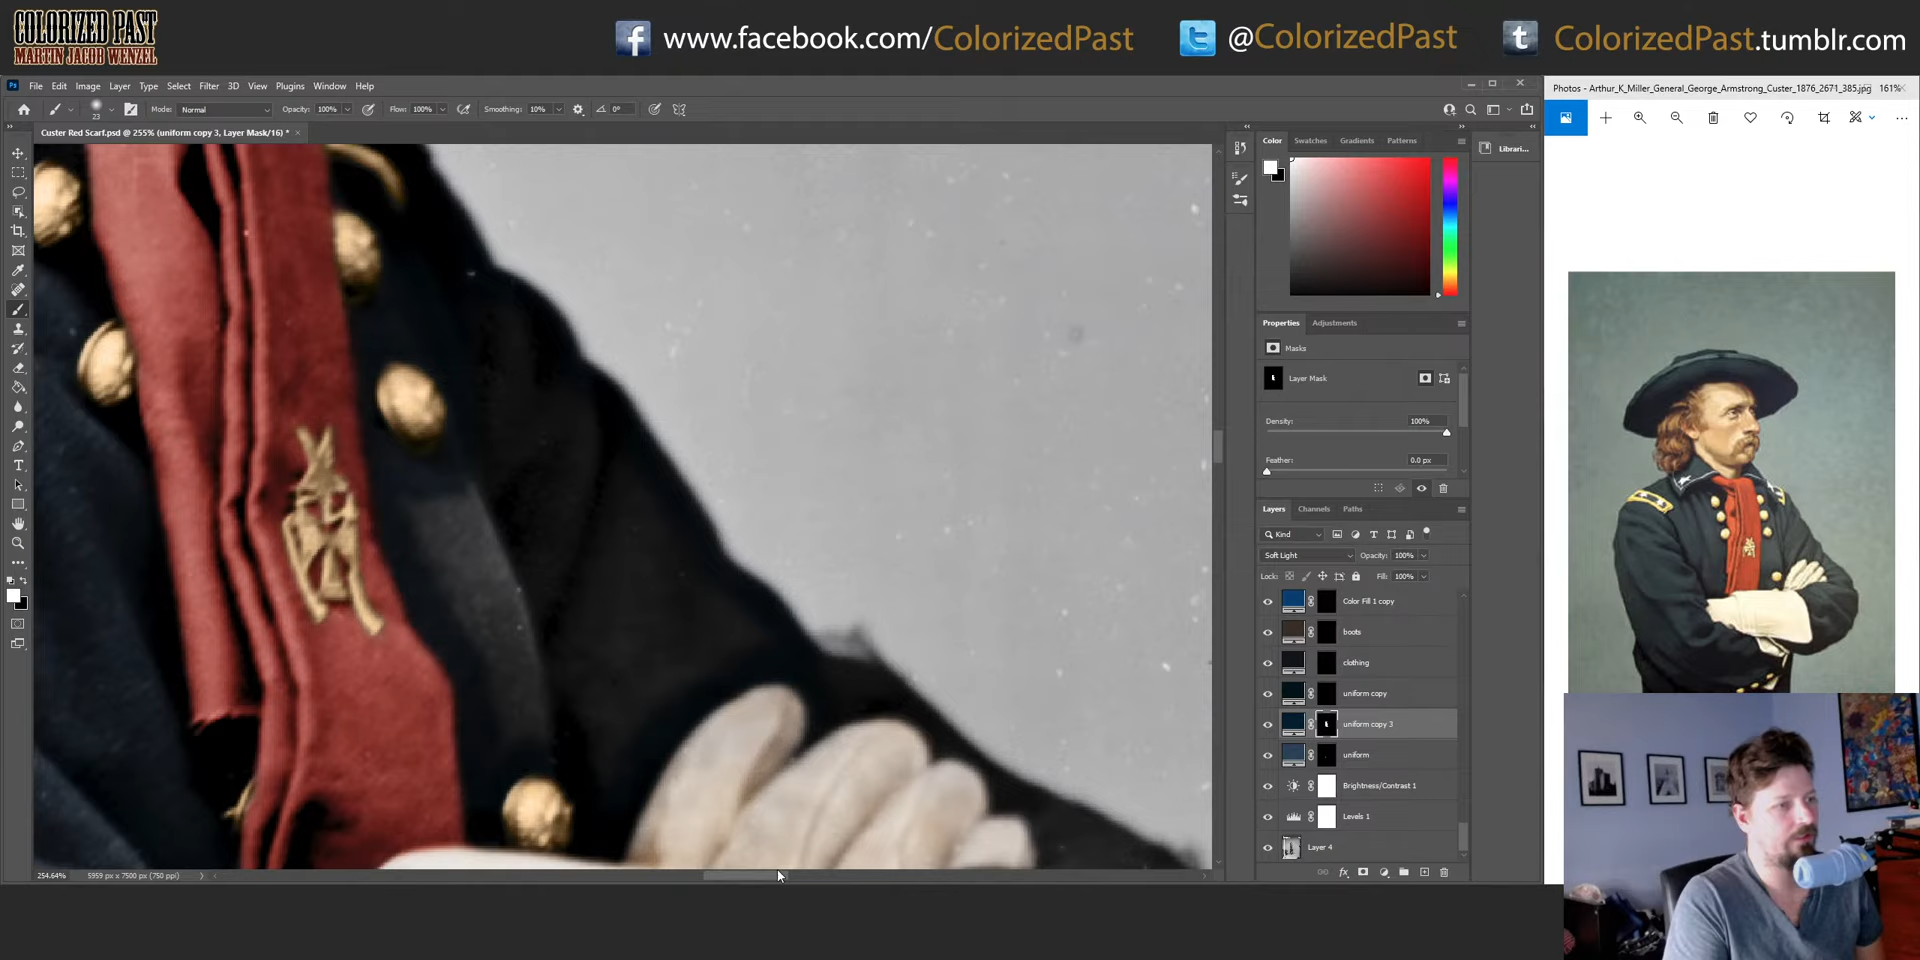 COLORIZED PAST
MARTIN JACOB WENZEL
www.facebook.com/ColorizedPast
@ColorizedPast
ColorizedPast.tumblr.com
Ps File Edit Image Layer Type Select Filter 3D View Plugins Window Help
23 Mode: Normal Opacity: 100% Flow: 100% Smoothing: 10% 0°
Custer Red Scarf.psd @ 255% (uniform copy 3, Layer Mask/16) *
Color Swatches Gradients Patterns
Librari...
Properties Adjustments
Masks
Layer Mask
Density: 100%
Feather: 0.0 px
Layers Channels Paths
Kind
Soft Light Opacity: 100%
Lock: Fill: 100%
Color Fill 1 copy
boots
clothing
uniform copy
uniform copy 3
uniform
Brightness/Contrast 1
Levels 1
Layer 4
254.64% 5959 px x 7500 px (750 ppi)
Photos - Arthur_K_Miller_General_George_Armstrong_Custer_1876_2671_385.jpg 161%